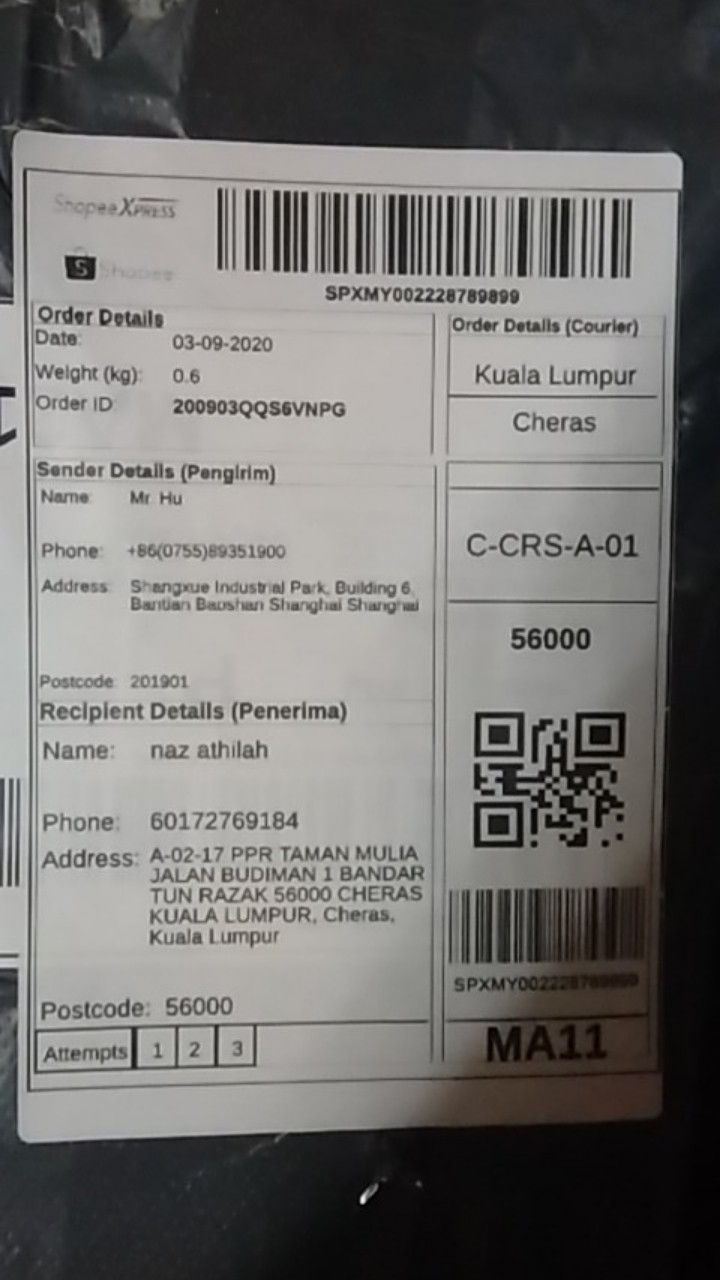 ShopeeXPRESS
S Shopee
SPXMY002228789899
Order Details
Date: 03-09-2020
Weight (kg): 0.6
Order ID 200903QQS6VNPG
Order Details (Courier)
Kuala Lumpur
Cheras
Sender Details (Pengirim)
Name: Mr Hu
Phone: +86(0755)89351900
Address: Shangxue Industrial Park, Building 6,
Bantian Baoshan Shanghai Shanghai
Postcode: 201901
C-CRS-A-01
56000
Recipient Details (Penerima)
Name: naz athilah
Phone: 60172769184
Address: A-02-17 PPR TAMAN MULIA
JALAN BUDIMAN 1 BANDAR
TUN RAZAK 56000 CHERAS
KUALA LUMPUR, Cheras,
Kuala Lumpur
Postcode: 56000
Attempts 1 2 3
SPXMY002228789899
MA11